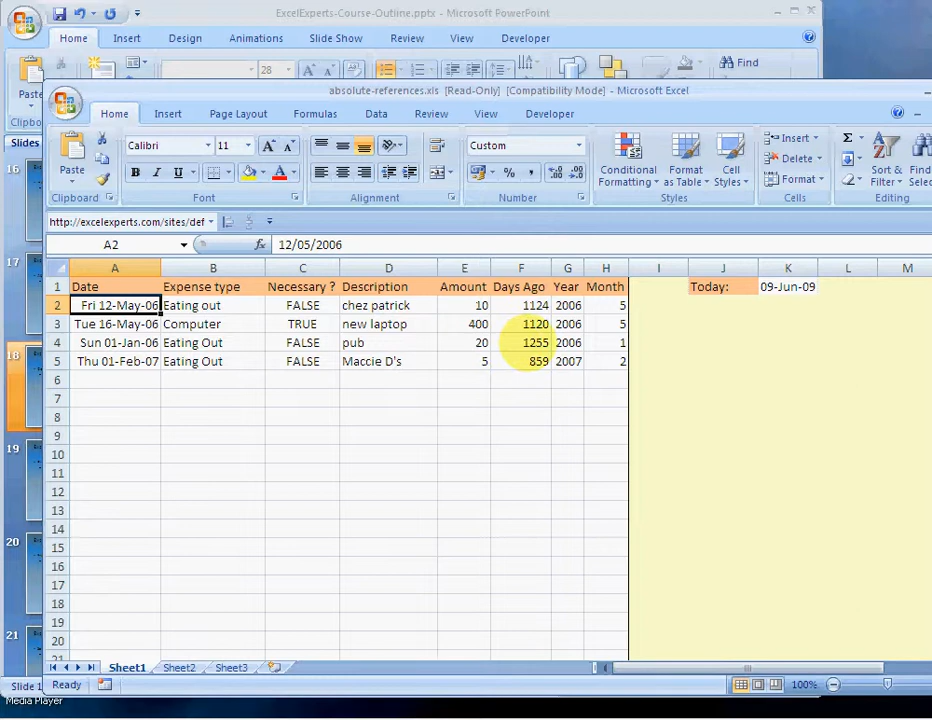 ExcelExperts-Course-Outline.pptx - Microsoft PowerPoint
Home Insert Design Animations Slide Show Review View Developer
Paste 28 Find
Clipbo
absolute-references.xls [Read-Only] [Compatibility Mode] - Microsoft Excel
Home Insert Page Layout Formulas Data Review View Developer
Paste Calibri 11 A A Custom Conditional Formatting Format as Table Cell Styles Insert Delete Format Σ Sort & Filter Find Selec
B I U A % ,
Clipboard Font Alignment Number Styles Cells Editing
http://excelexperts.com/sites/def
A2 fx 12/05/2006
Slides
A B C D E F G H I J K L M
1 Date Expense type Necessary ? Description Amount Days Ago Year Month Today: 09-Jun-09
2 Fri 12-May-06 Eating out FALSE chez patrick 10 1124 2006 5
3 Tue 16-May-06 Computer TRUE new laptop 400 1120 2006 5
4 Sun 01-Jan-06 Eating Out FALSE pub 20 1255 2006 1
5 Thu 01-Feb-07 Eating Out FALSE Maccie D's 5 859 2007 2
6
7
8
9
10
11
12
13
14
15
16
17
18
19
20
21
16
17
18
19
20
21
Sheet1 Sheet2 Sheet3
Slide 1 Ready 100%
Media Player